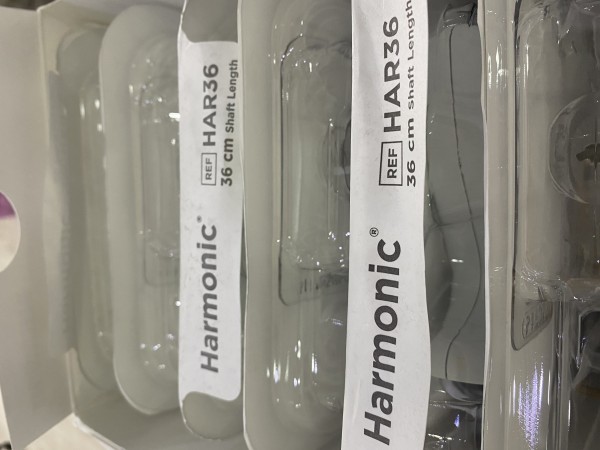 Harmonic®
REF HAR36
36 cm Shaft Length
Harmonic®
REF HAR36
36 cm Shaft Length